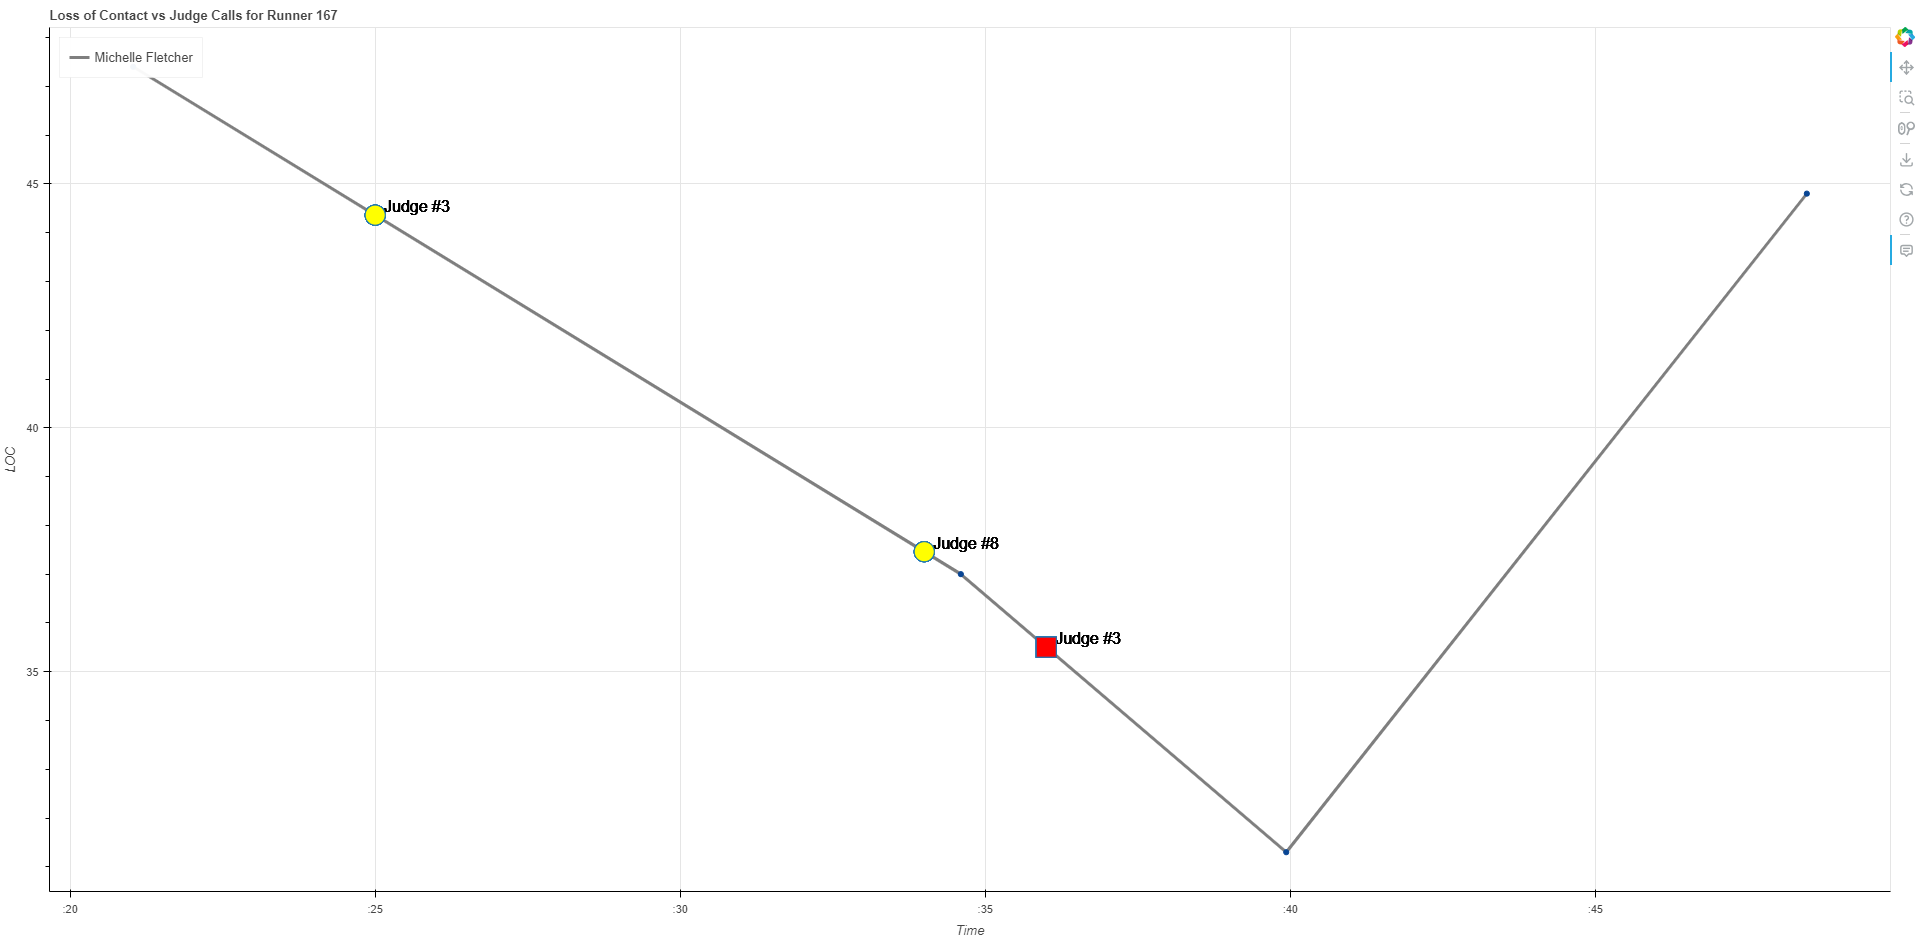 Loss of Contact vs Judge Calls for Runner 167
Michelle Fletcher
45
Judge #3
40
LOC
Judge #8
Judge #3
35
:20 :25 :30 :35 :40 :45
Time